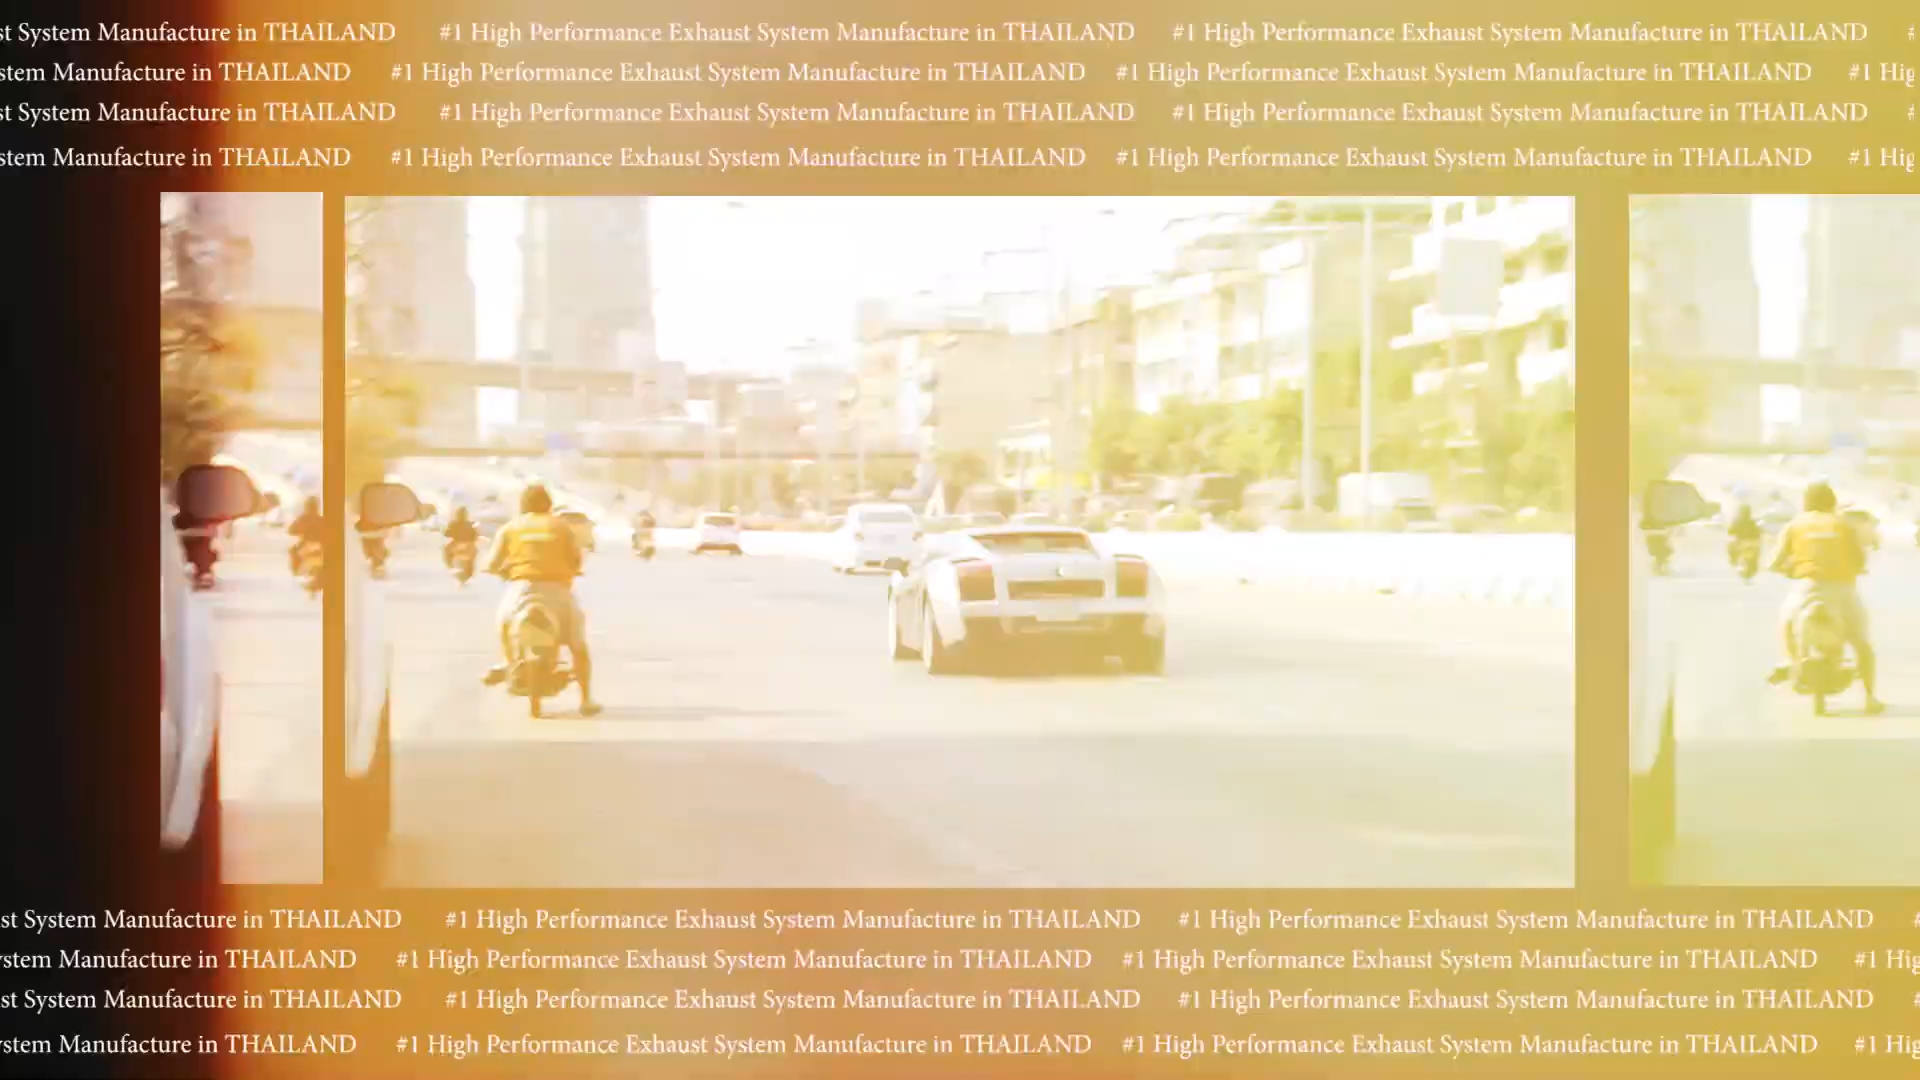 st System Manufacture in THAILAND #1 High Performance Exhaust System Manufacture in THAILAND #1 High Performance Exhaust System Manufacture in THAILAND #
stem Manufacture in THAILAND #1 High Performance Exhaust System Manufacture in THAILAND #1 High Performance Exhaust System Manufacture in THAILAND #1 Hig
st System Manufacture in THAILAND #1 High Performance Exhaust System Manufacture in THAILAND #1 High Performance Exhaust System Manufacture in THAILAND #
stem Manufacture in THAILAND #1 High Performance Exhaust System Manufacture in THAILAND #1 High Performance Exhaust System Manufacture in THAILAND #1 Hig
st System Manufacture in THAILAND #1 High Performance Exhaust System Manufacture in THAILAND #1 High Performance Exhaust System Manufacture in THAILAND #
ystem Manufacture in THAILAND #1 High Performance Exhaust System Manufacture in THAILAND #1 High Performance Exhaust System Manufacture in THAILAND #1 Hig
st System Manufacture in THAILAND #1 High Performance Exhaust System Manufacture in THAILAND #1 High Performance Exhaust System Manufacture in THAILAND #
ystem Manufacture in THAILAND #1 High Performance Exhaust System Manufacture in THAILAND #1 High Performance Exhaust System Manufacture in THAILAND #1 Hig